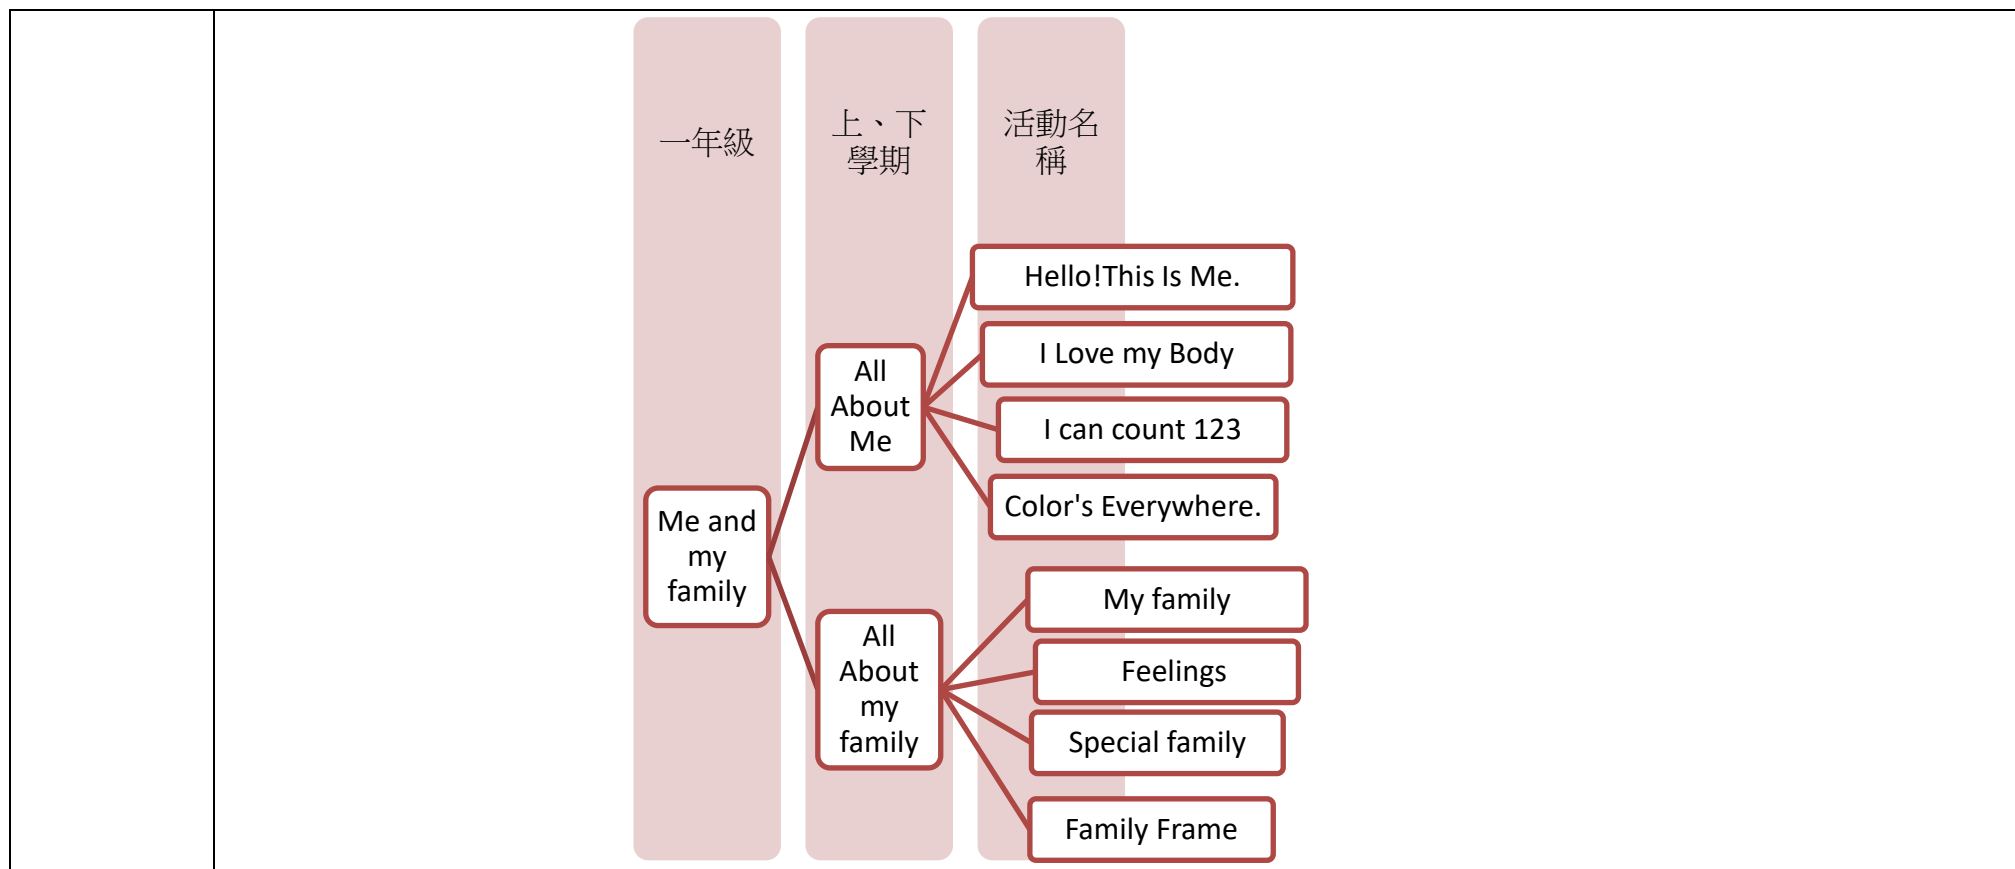 一年級
上、下
學期
活動名
稱
Me and
my
family
All
About
Me
Hello!This Is Me.
I Love my Body
I can count 123
Color's Everywhere.
All
About
my
family
My family
Feelings
Special family
Family Frame